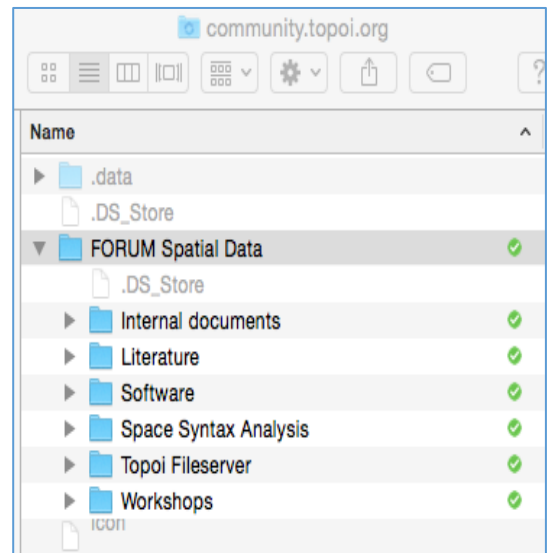 community.topoi.org
?
Name
.data
.DS_Store
FORUM Spatial Data
.DS_Store
Internal documents
Literature
Software
Space Syntax Analysis
Topoi Fileserver
Workshops
Icon